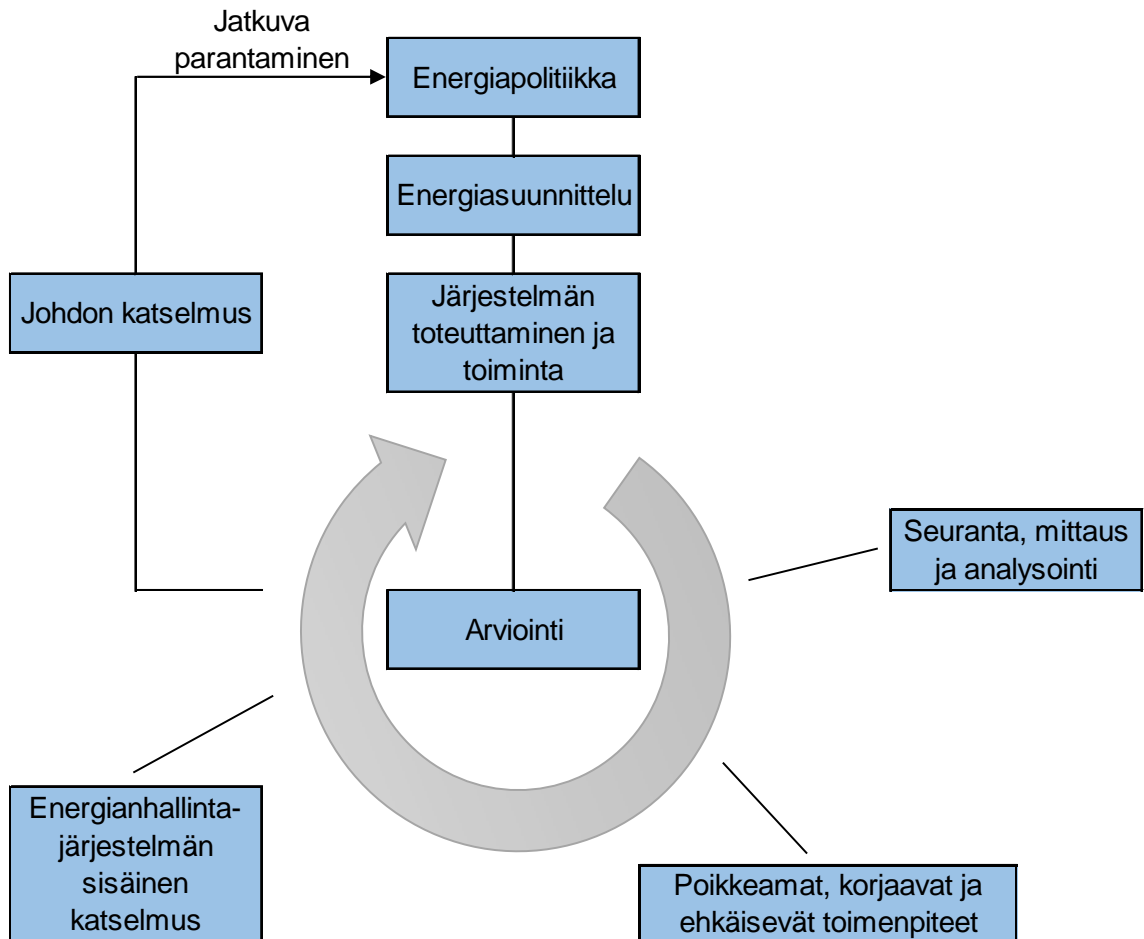 Jatkuva
parantaminen
Energiapolitiikka
Energiasuunnittelu
Johdon katselmus
Järjestelmän
toteuttaminen ja
toiminta
Seuranta, mittaus
ja analysointi
Arviointi
Energianhallinta-
järjestelmän
sisäinen
katselmus
Poikkeamat, korjaavat ja
ehkäisevät toimenpiteet